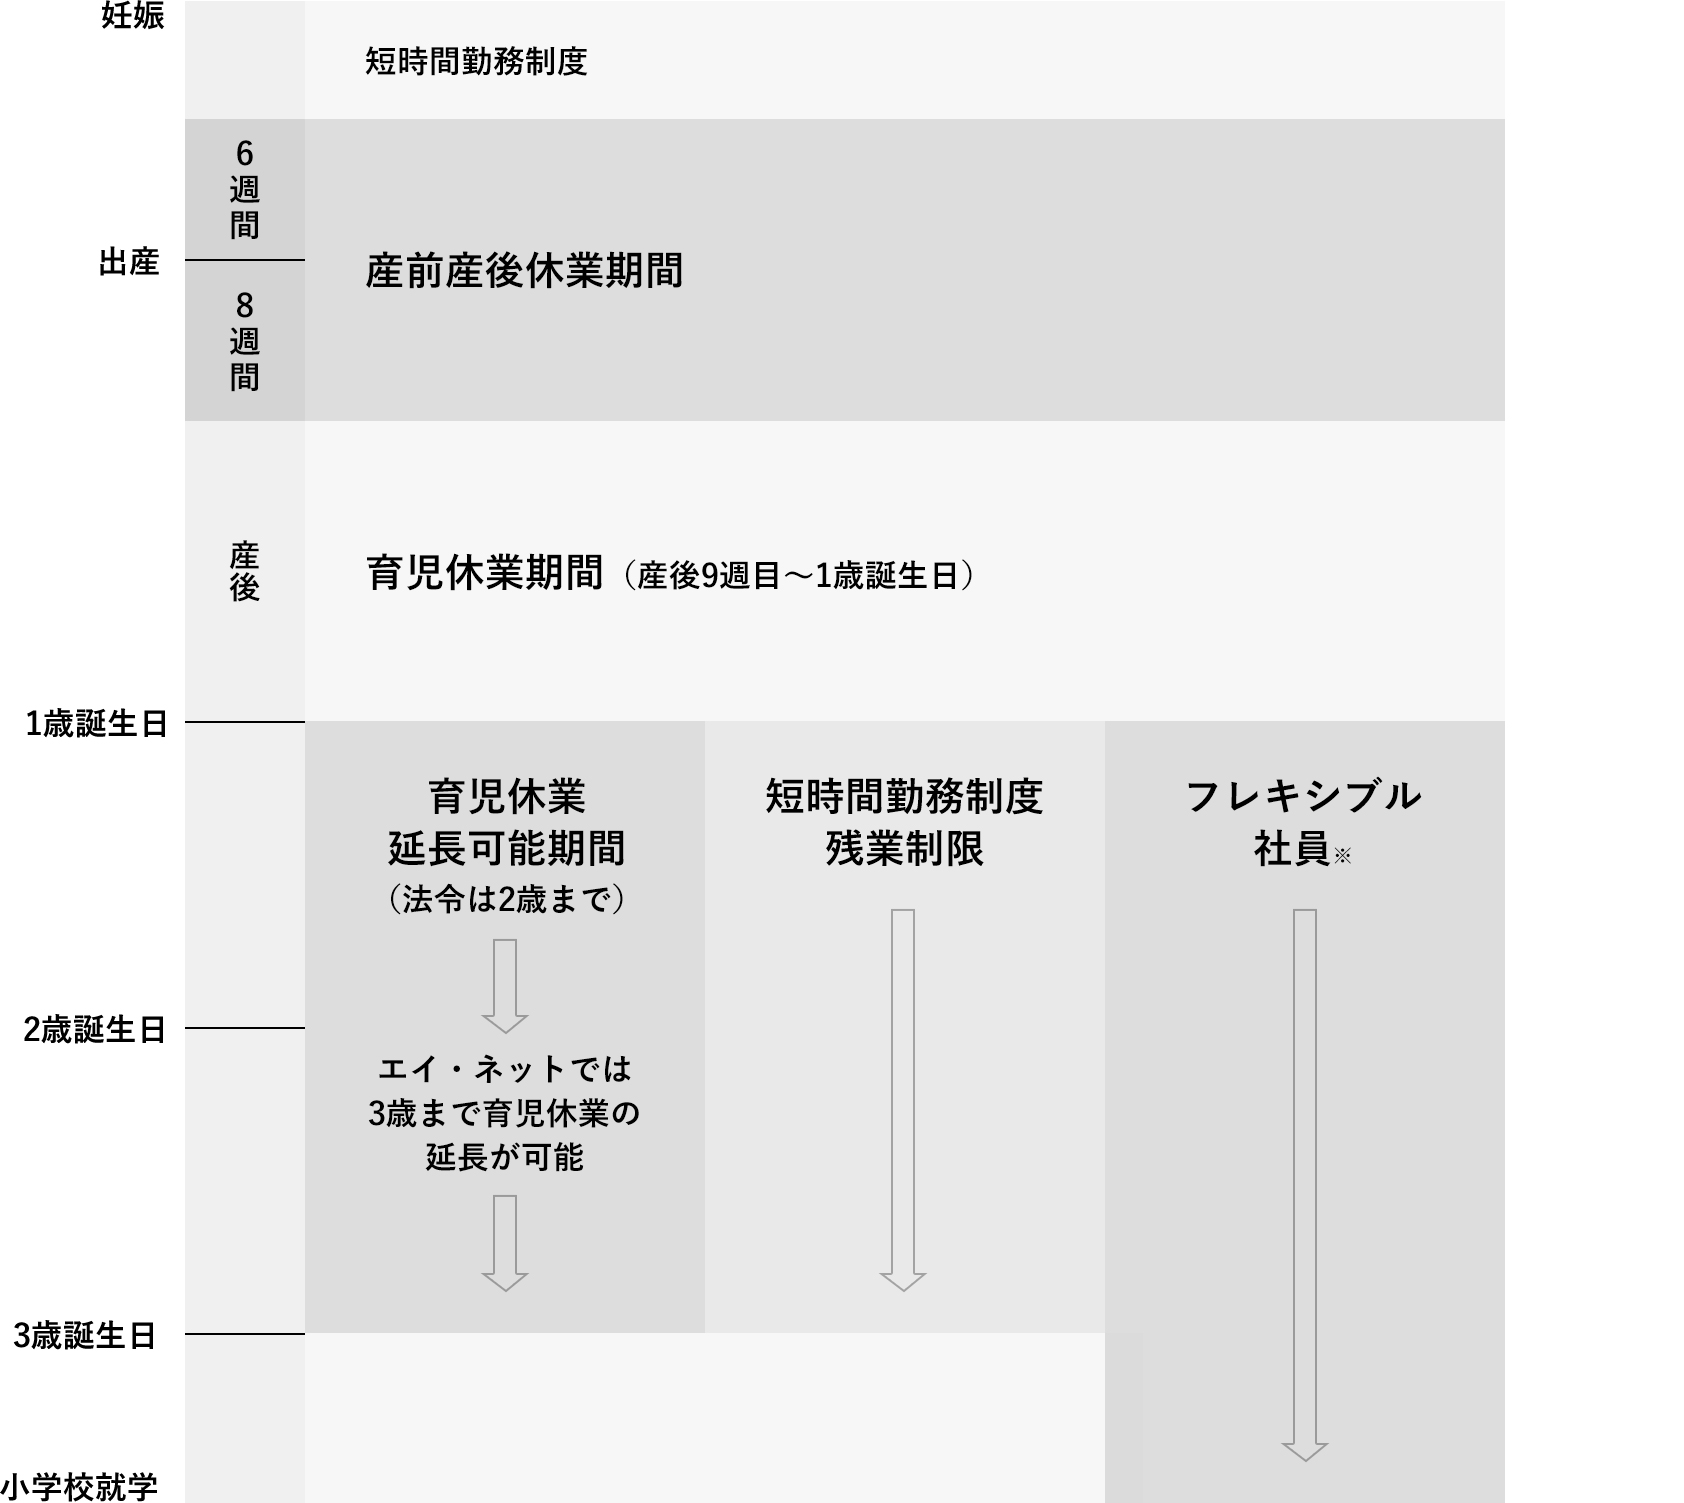 妊娠
短時間勤務制度
6週間
出産
産前産後休業期間
8週間
産後
育児休業期間（産後9週目～1歳誕生日）
1歳誕生日
育児休業
延長可能期間
（法令は2歳まで）
短時間勤務制度
残業制限
フレキシブル
社員※
2歳誕生日
エイ・ネットでは
3歳まで育児休業の
延長が可能
3歳誕生日
小学校就学